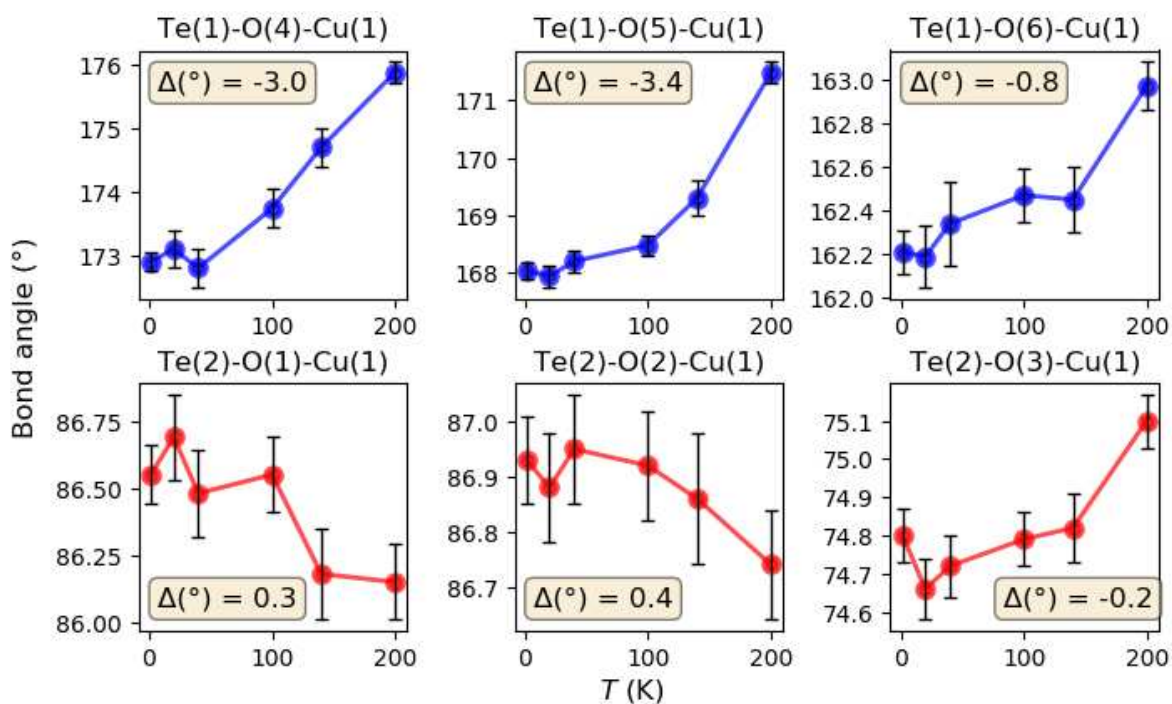 Te(1)-O(4)-Cu(1) Te(1)-O(5)-Cu(1) Te(1)-O(6)-Cu(1)
Δ(°) = -3.0
176
175
174
173
0 100 200
Δ(°) = -3.4
171
170
169
168
0 100 200
Δ(°) = -0.8
163.0
162.8
162.6
162.4
162.2
162.0
0 100 200
Bond angle (°)
Te(2)-O(1)-Cu(1) Te(2)-O(2)-Cu(1) Te(2)-O(3)-Cu(1)
86.75
86.50
86.25
86.00
Δ(°) = 0.3
0 100 200
87.0
86.9
86.8
86.7
Δ(°) = 0.4
0 100 200
75.1
75.0
74.9
74.8
74.7
74.6
Δ(°) = -0.2
0 100 200
T (K)